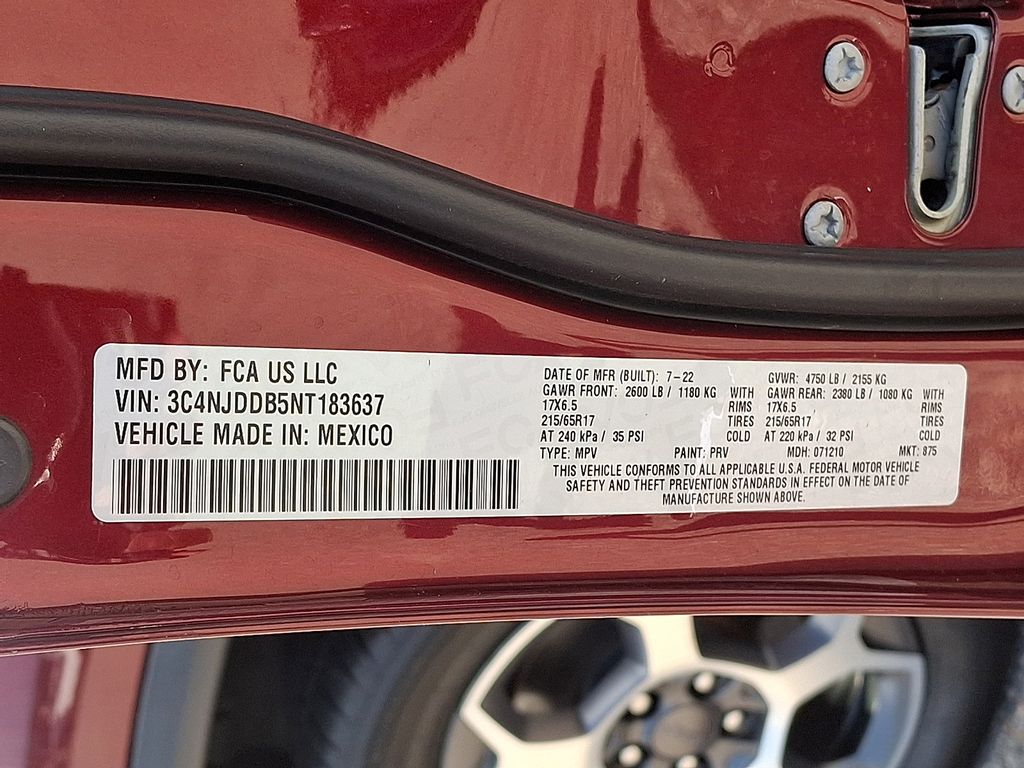 MFD BY: FCA US LLC
VIN: 3C4NJDDB5NT183637
VEHICLE MADE IN: MEXICO
DATE OF MFR (BUILT): 7-22 GVWR: 4750 LB / 2155 KG
GAWR FRONT: 2600 LB / 1180 KG WITH GAWR REAR: 2380 LB / 1080 KG WITH
17X6.5 RIMS 17X6.5 RIMS
215/65R17 TIRES 215/65R17 TIRES
AT 240 kPa / 35 PSI COLD AT 220 kPa / 32 PSI COLD
TYPE: MPV PAINT: PRV MDH: 071210 MKT: 875
THIS VEHICLE CONFORMS TO ALL APPLICABLE U.S.A. FEDERAL MOTOR VEHICLE
SAFETY AND THEFT PREVENTION STANDARDS IN EFFECT ON THE DATE OF
MANUFACTURE SHOWN ABOVE.